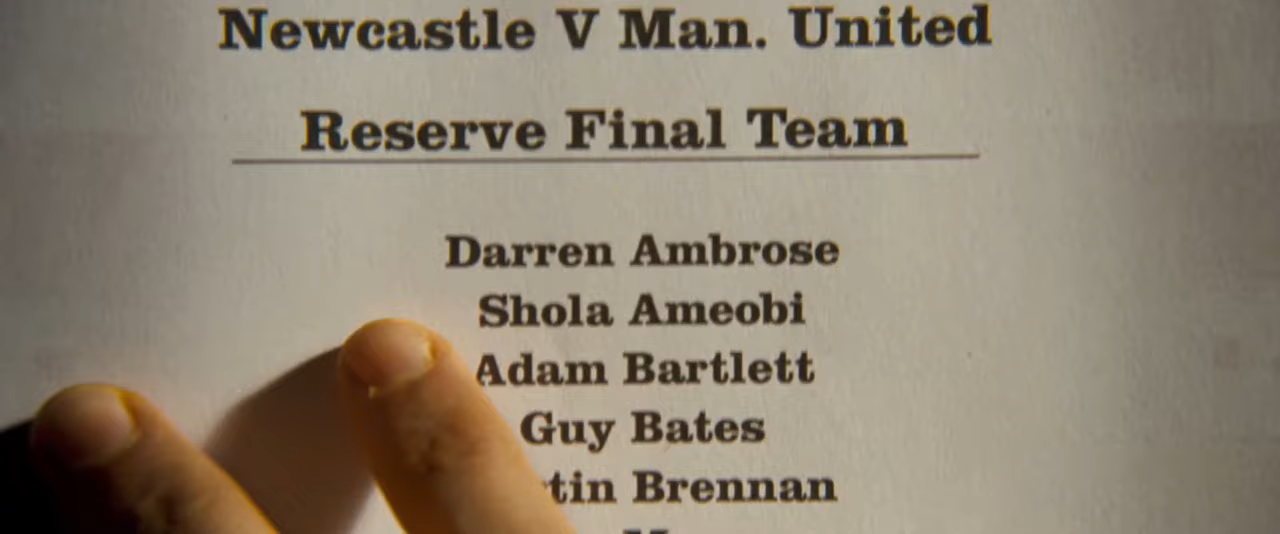 Newcastle V Man. United
Reserve Final Team
Darren Ambrose
Shola Ameobi
Adam Bartlett
Guy Bates
Brennan